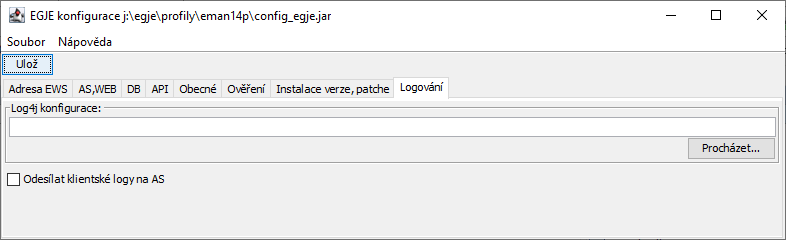 EGJE konfigurace j:\egje\profily\eman14p\config_egje.jar
Soubor Nápověda
Ulož
Adresa EWS AS,WEB DB API Obecné Ověření Instalace verze, patche Logování
Log4j konfigurace:
Procházet...
Odesílat klientské logy na AS